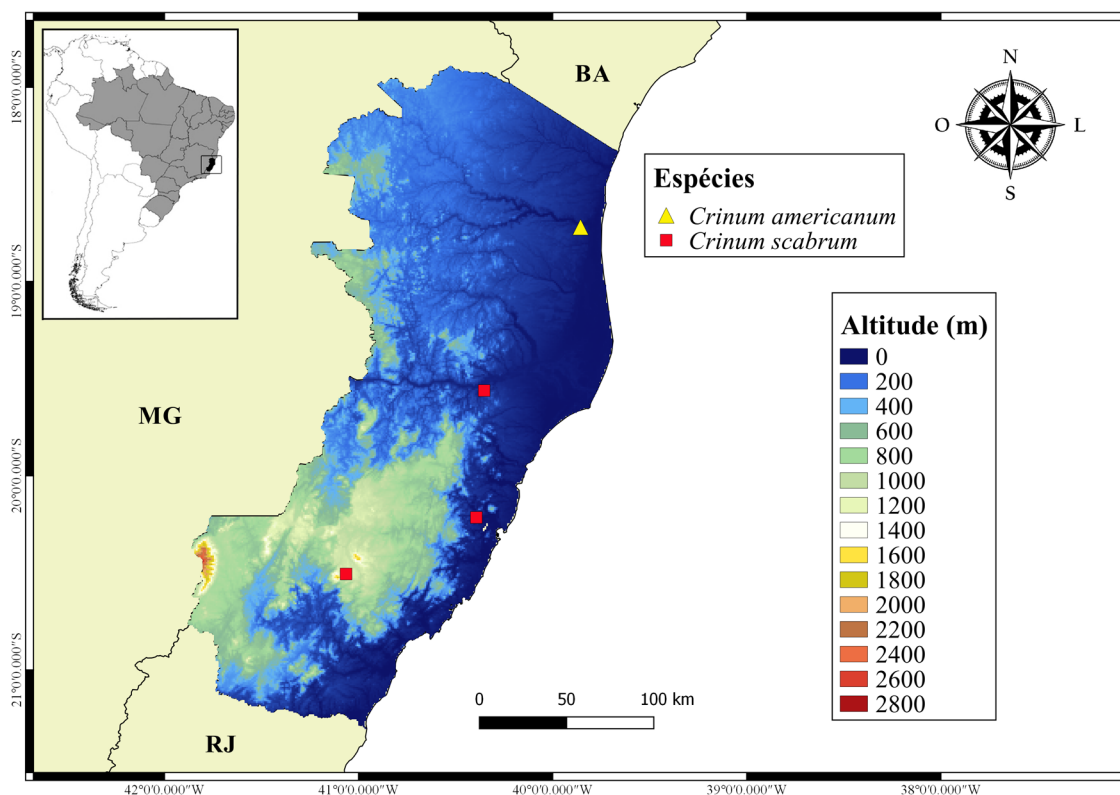 BA
MG
RJ
N
O
L
S
Espécies
Crinum americanum
Crinum scabrum
Altitude (m)
0
200
400
600
800
1000
1200
1400
1600
1800
2000
2200
2400
2600
2800
0 50 100 km
18°0'0.000"S
19°0'0.000"S
20°0'0.000"S
21°0'0.000"S
42°0'0.000"W 41°0'0.000"W 40°0'0.000"W 39°0'0.000"W 38°0'0.000"W